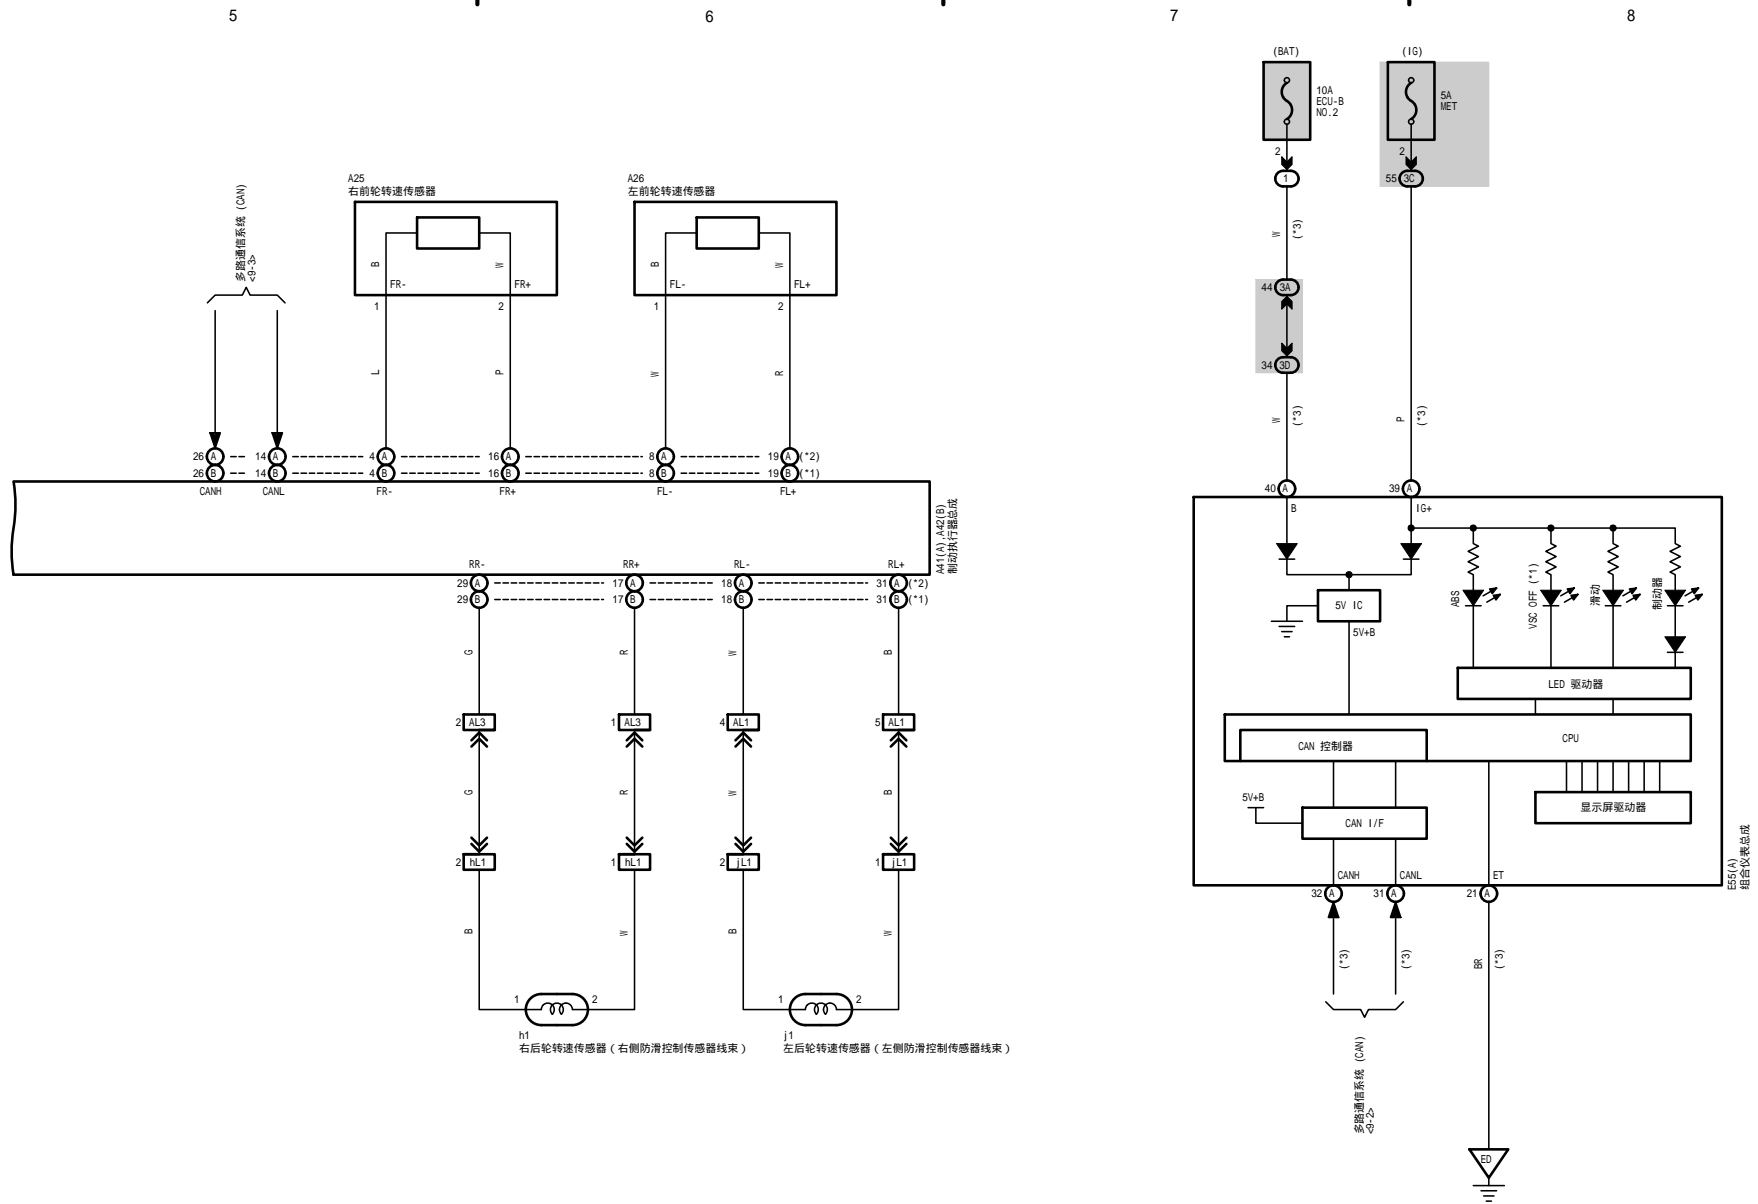 5
6
7
8
(BAT)
(IG)
10A
ECU-B
NO.2
5A
MET
2
2
1
55
3C
W
(*3)
44
3A
34
3D
W
(*3)
P
(*3)
多路通信系统 (CAN)
<9-3>
A25
右前轮转速传感器
A26
左前轮转速传感器
B
W
B
W
FR-
FR+
FL-
FL+
1
2
1
2
L
P
W
R
26 A
14 A
4 A
16 A
8 A
19 A (*2)
26 B
14 B
4 B
16 B
8 B
19 B (*1)
CANH
CANL
FR-
FR+
FL-
FL+
A41(A),A42(B)
制动执行器总成
RR-
RR+
RL-
RL+
29 A
17 A
18 A
31 A (*2)
29 B
17 B
18 B
31 B (*1)
G
R
W
B
2 AL3
1 AL3
4 AL1
5 AL1
G
R
W
B
2 hL1
1 hL1
2 jL1
1 jL1
B
W
B
W
1
2
1
2
h1
右后轮转速传感器（右侧防滑控制传感器线束）
j1
左后轮转速传感器（左侧防滑控制传感器线束）
40 A
39 A
B
IG+
ABS
VSC OFF (*1)
滑动
制动器
5V IC
5V+B
LED 驱动器
CPU
CAN 控制器
5V+B
CAN I/F
显示屏驱动器
CANH
CANL
ET
E55(A)
组合仪表总成
32 A
31 A
21 A
(*3)
(*3)
BR
(*3)
多路通信系统 (CAN)
<9-2>
ED